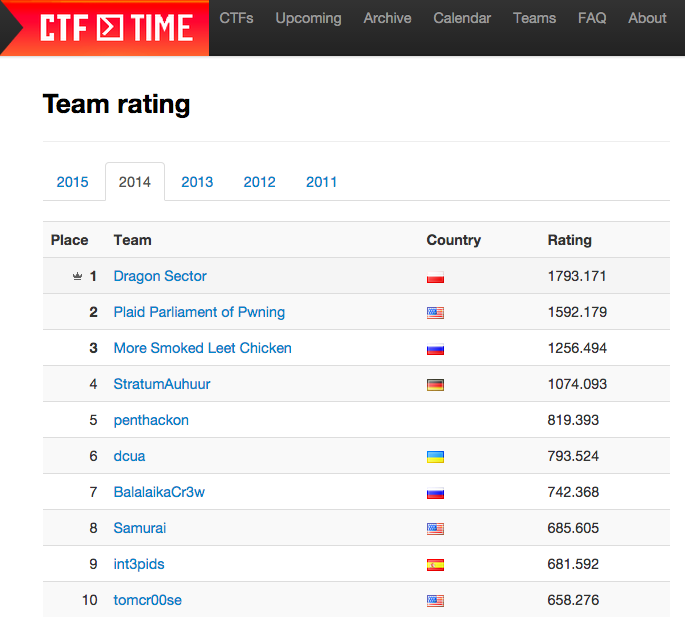 CTF TIME CTFs Upcoming Archive Calendar Teams FAQ About
Team rating
2015 2014 2013 2012 2011
Place Team Country Rating
1 Dragon Sector 1793.171
2 Plaid Parliament of Pwning 1592.179
3 More Smoked Leet Chicken 1256.494
4 StratumAuhuur 1074.093
5 penthackon 819.393
6 dcua 793.524
7 BalalaikaCr3w 742.368
8 Samurai 685.605
9 int3pids 681.592
10 tomcr00se 658.276